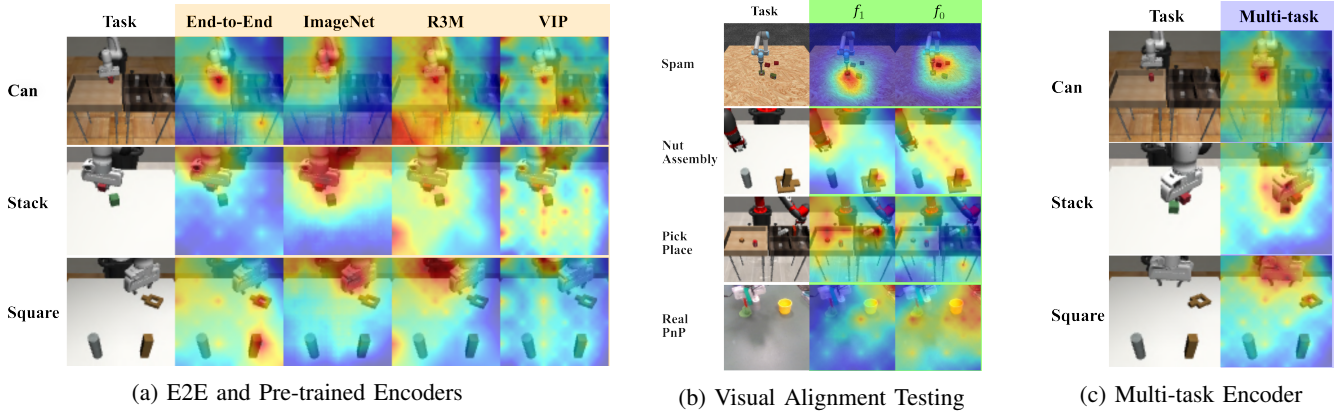 Task End-to-End ImageNet R3M VIP
Can
Stack
Square
(a) E2E and Pre-trained Encoders
Task f₁ f₀
Spam
Nut
Assembly
Pick
Place
Real
PnP
(b) Visual Alignment Testing
Task Multi-task
Can
Stack
Square
(c) Multi-task Encoder